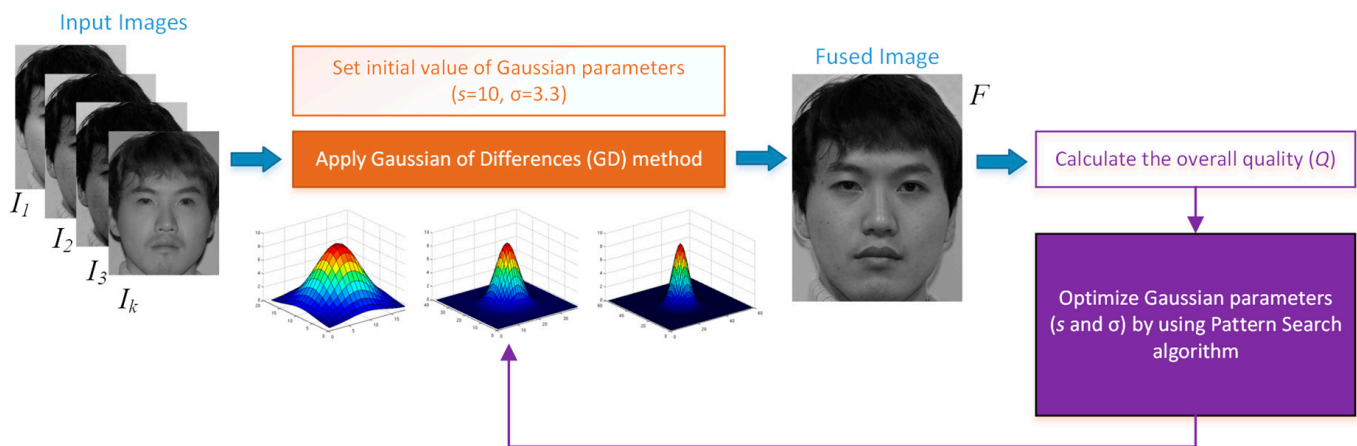 Input Images
I1
I2
I3
Ik
Set initial value of Gaussian parameters
(s=10, σ=3.3)
Apply Gaussian of Differences (GD) method
Fused Image
F
Calculate the overall quality (Q)
Optimize Gaussian parameters
(s and σ) by using Pattern Search
algorithm